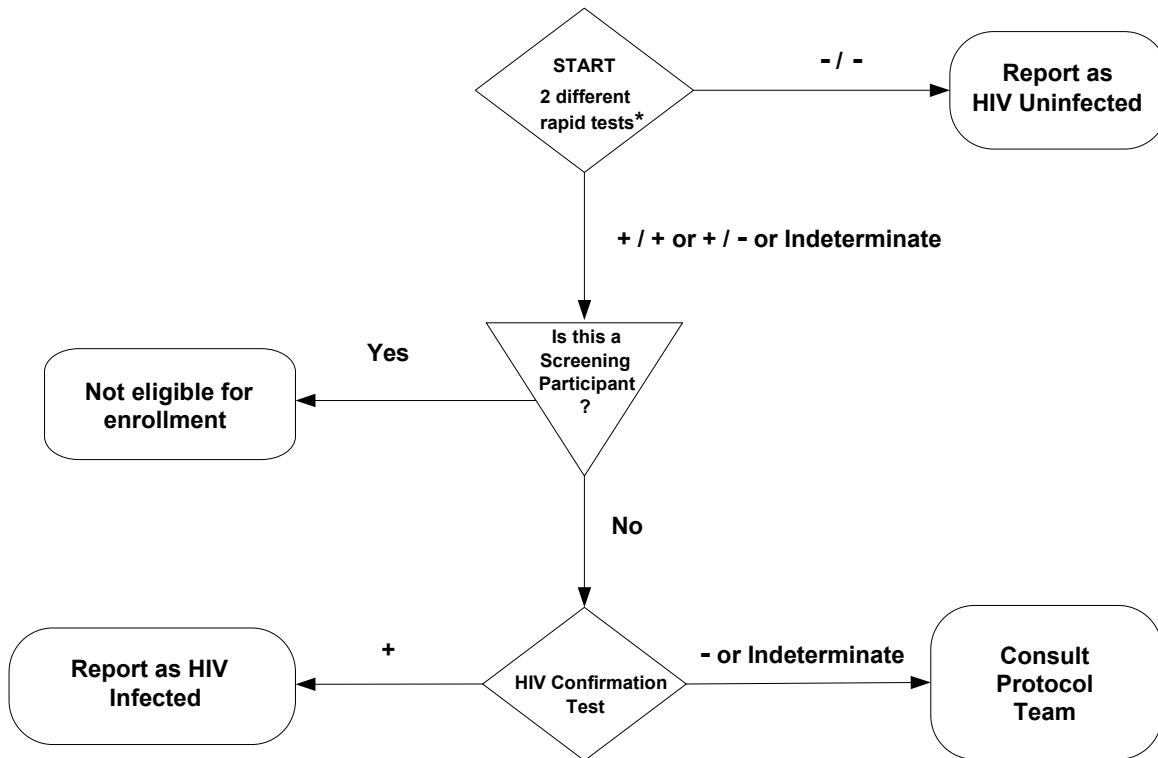 START
2 different
rapid tests*
- / -
Report as
HIV Uninfected
+ / + or + / - or Indeterminate
Is this a
Screening
Participant
?
Yes
Not eligible for
enrollment
No
HIV Confirmation
Test
+
Report as HIV
Infected
- or Indeterminate
Consult
Protocol
Team